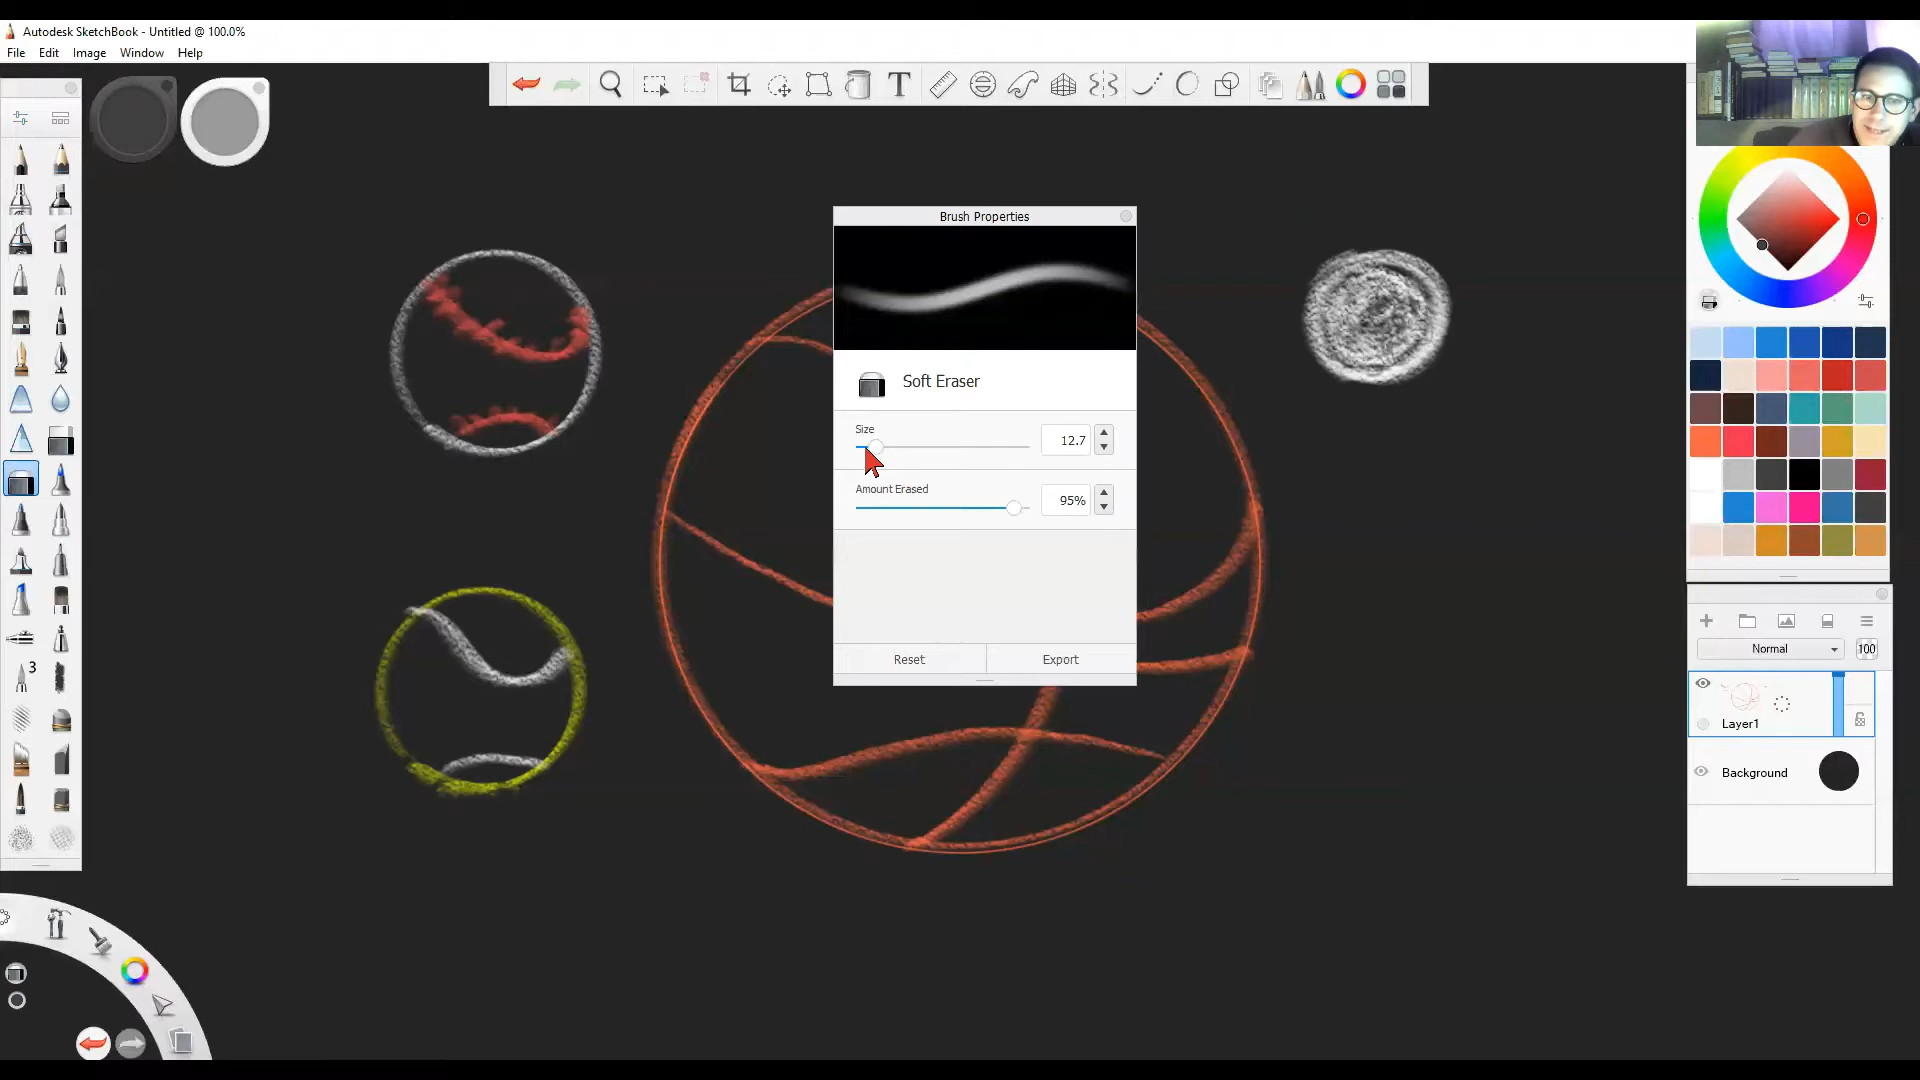 Autodesk SketchBook - Untitled @ 100.0%
File Edit Image Window Help
T
Brush Properties
Soft Eraser
Size
12.7
Amount Erased
95%
Reset Export
3
Normal 100
Layer1
Background